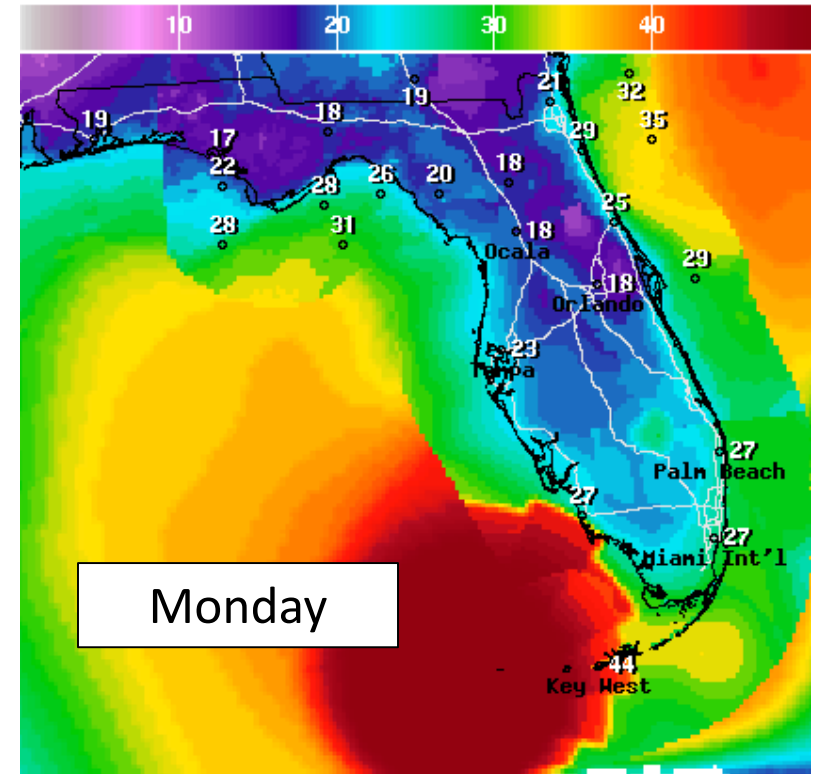 10 20 30 40
21
32
19
19 18 35
29
17
22 18
28 26 20
25
28 31 18
Ocala
29
18
Orlando
23
Tampa
27
Palm Beach
27
27
Miami Int'l
Monday
44
Key West